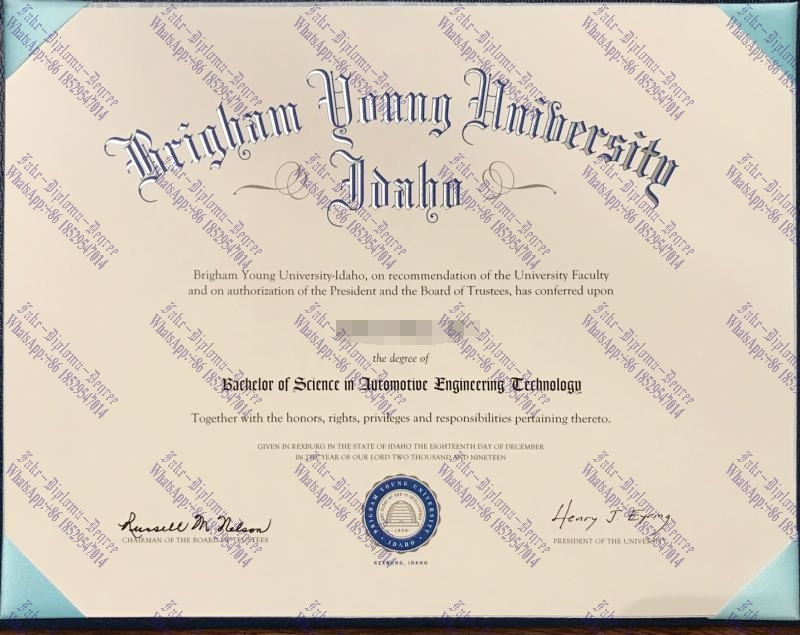 Brigham Young University
Idaho
Brigham Young University-Idaho, on recommendation of the University Faculty
and on authorization of the President and the Board of Trustees, has conferred upon
the degree of
Bachelor of Science in Automotive Engineering Technology
Together with the honors, rights, privileges and responsibilities pertaining thereto.
GIVEN IN REXBURG IN THE STATE OF IDAHO THE EIGHTEENTH DAY OF DECEMBER
IN THE YEAR OF OUR LORD TWO THOUSAND AND NINETEEN
Russell M. Nelson
CHAIRMAN OF THE BOARD OF TRUSTEES
BRIGHAM YOUNG UNIVERSITY
IDAHO
REXBURG, IDAHO
Henry J. Eyring
PRESIDENT OF THE UNIVERSITY
Fake-Diploma-Degree
WhatsApp:+86 18529547014